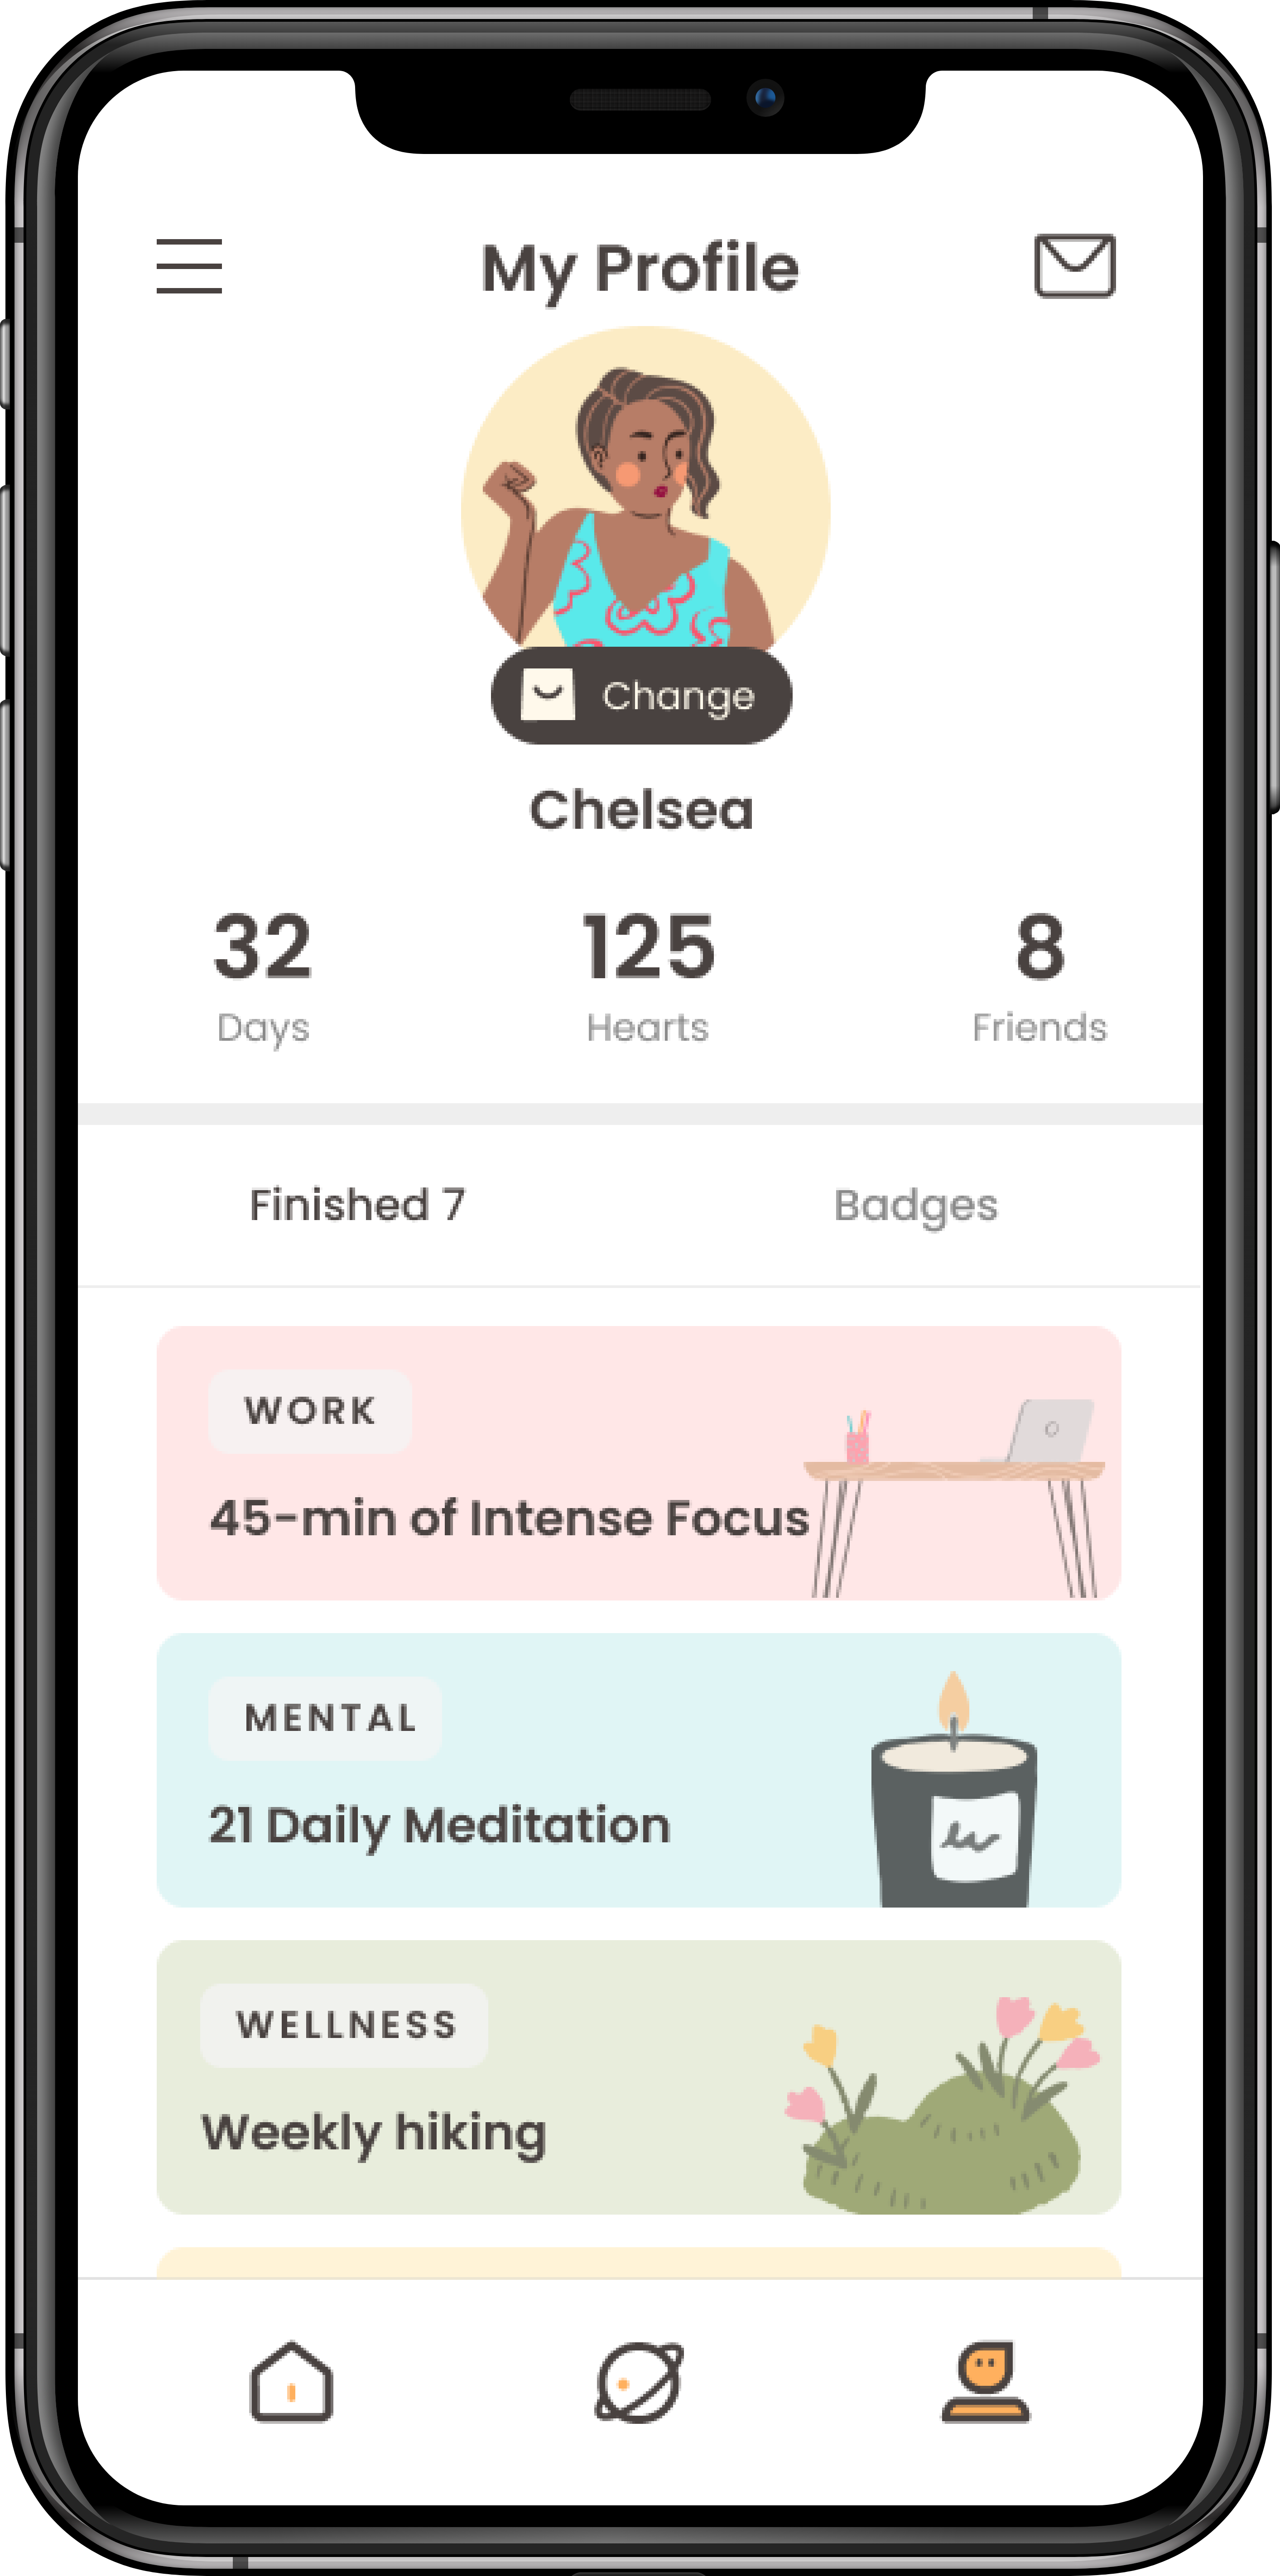 My Profile
Change
Chelsea
32
125
8
Days
Hearts
Friends
Finished 7
Badges
WORK
45-min of Intense Focus
MENTAL
21 Daily Meditation
WELLNESS
Weekly hiking